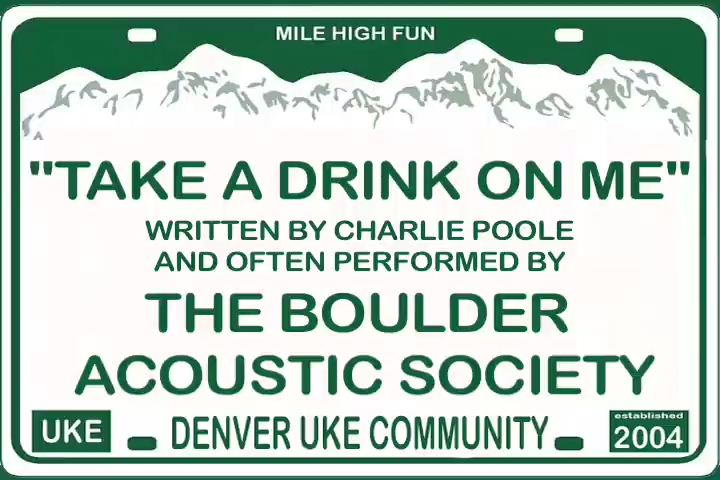 MILE HIGH FUN
"TAKE A DRINK ON ME"
WRITTEN BY CHARLIE POOLE
AND OFTEN PERFORMED BY
THE BOULDER
ACOUSTIC SOCIETY
UKE
DENVER UKE COMMUNITY
established
2004